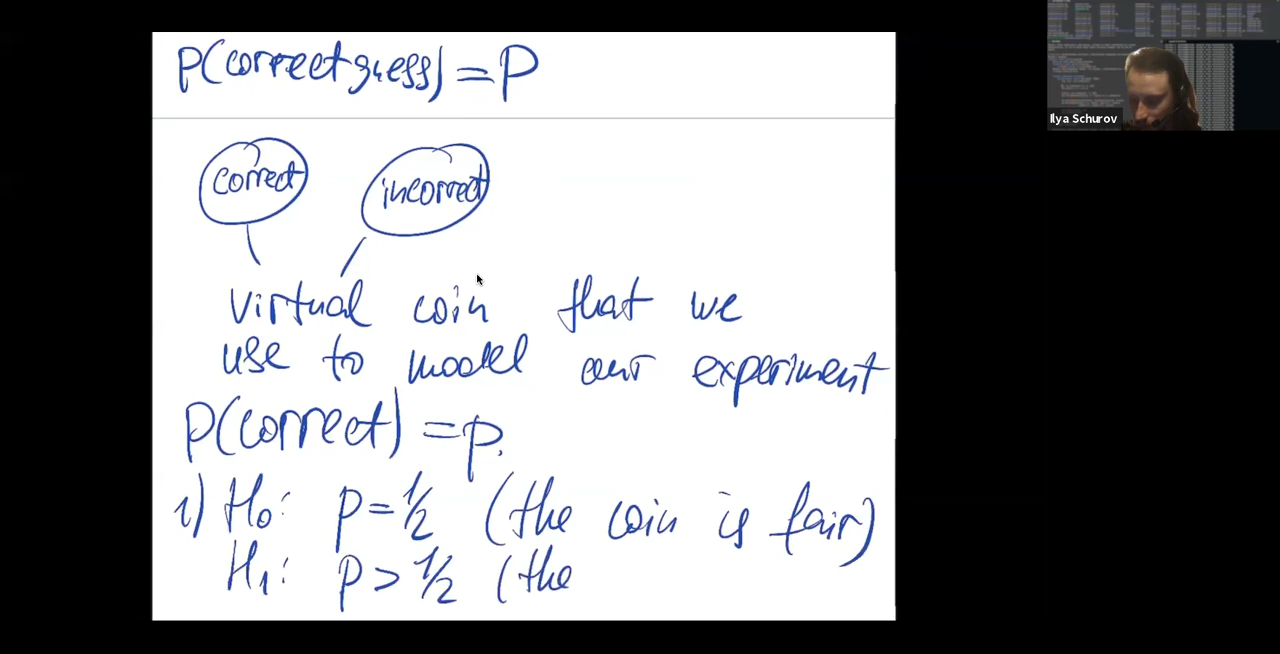 P(correct guess) = P
correct
incorrect
virtual coin that we
use to model our experiment
P(correct) = p.
1) H₀: p = 1/2 (the coin is fair)
H₁: p > 1/2 (the
Ilya Schurov